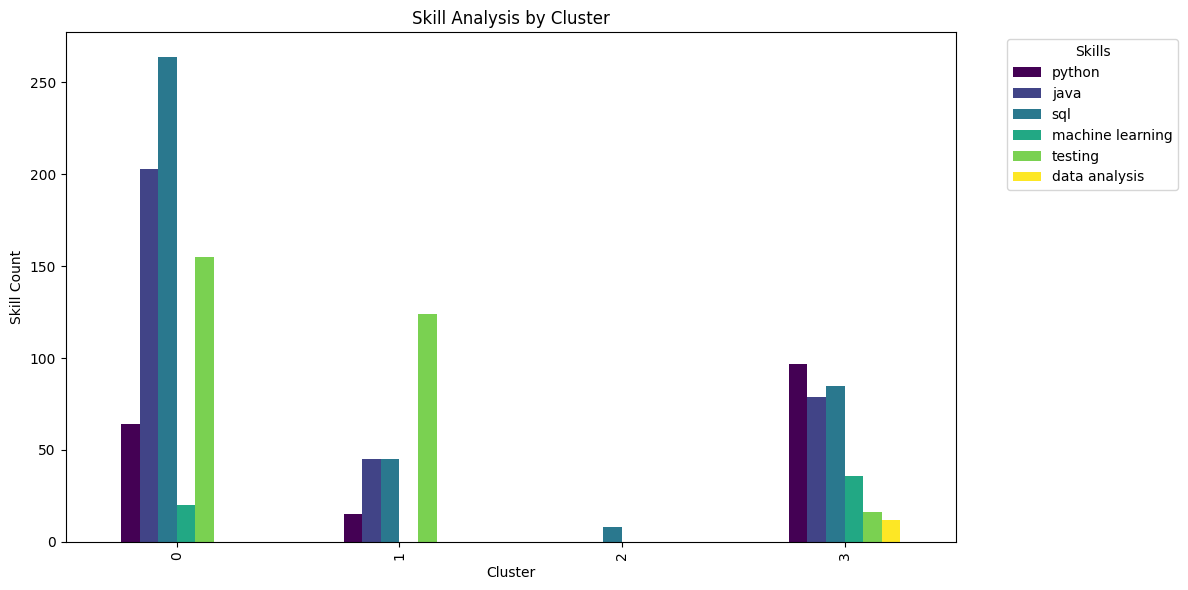 Skill Analysis by Cluster
Skill Count
250
200
150
100
50
0
0
1
2
3
Cluster
Skills
python
java
sql
machine learning
testing
data analysis